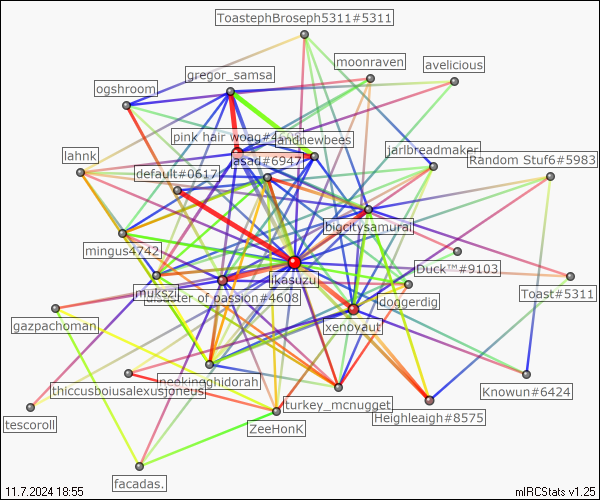 ToastephBroseph5311#5311
moonraven
avelicious
gregor_samsa
ogshroom
pink hair woag#4608
andnewbees
jarlbreadmaker
Random Stuf6#5983
lahnk
asad#6947
default#0617
bigcitysamurai
mingus4742
Duck™#9103
ikasuzu
Toast#5311
mukszi
disaster of passion#4608
doggerdig
gazpachoman
xenoyaut
neekingghidorah
thiccusboiusalexusjoneus
Knowun#6424
turkey_mcnugget
Heighleaigh#8575
tescoroll
ZeeHonK
facadas.
11.7.2024 18:55
mIRCStats v1.25